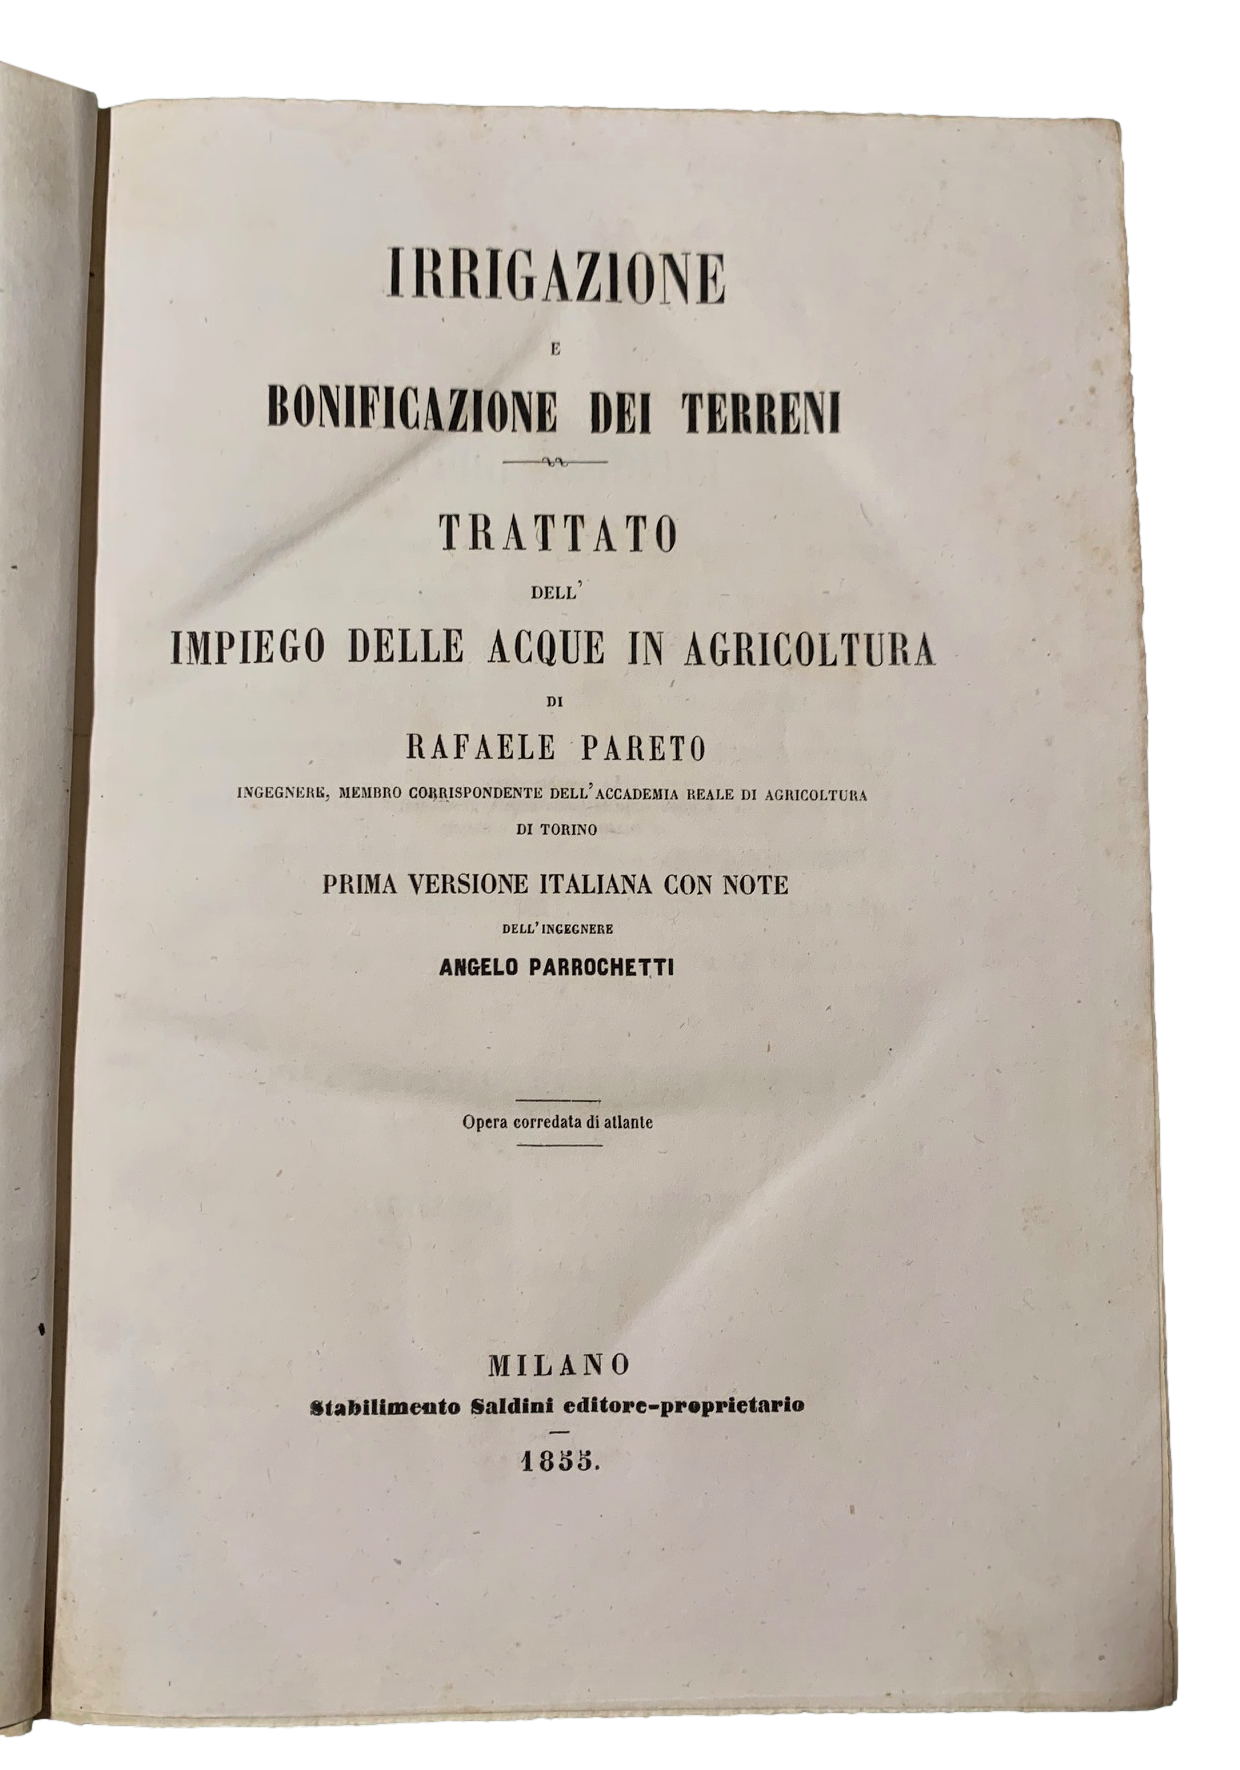 IRRIGAZIONE
E
BONIFICAZIONE DEI TERRENI
TRATTATO
DELL'
IMPIEGO DELLE ACQUE IN AGRICOLTURA
DI
RAFAELE PARETO
INGEGNERE, MEMBRO CORRISPONDENTE DELL'ACCADEMIA REALE DI AGRICOLTURA
DI TORINO
PRIMA VERSIONE ITALIANA CON NOTE
DELL'INGEGNERE
ANGELO PARROCHETTI
Opera corredata di atlante
MILANO
Stabilimento Saldini editore-proprietario
1855.